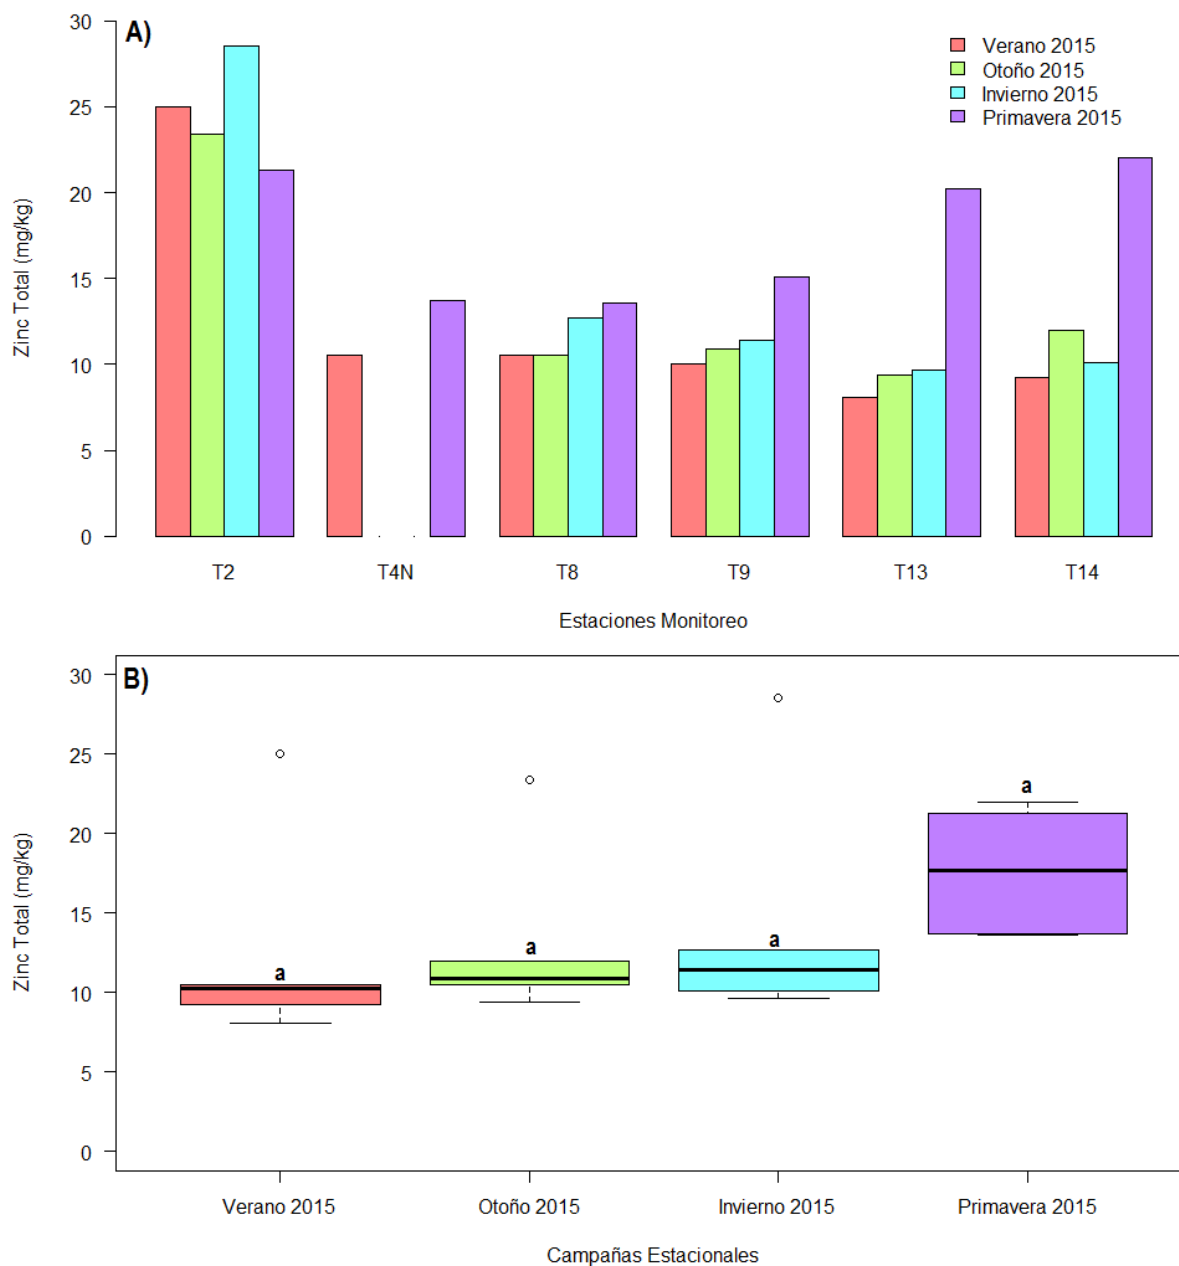 A)
30
25
20
15
10
5
0
Zinc Total (mg/kg)
Verano 2015
Otoño 2015
Invierno 2015
Primavera 2015
T2 T4N T8 T9 T13 T14
Estaciones Monitoreo
B)
30
25
20
15
10
5
0
Zinc Total (mg/kg)
a a a a
Verano 2015 Otoño 2015 Invierno 2015 Primavera 2015
Campañas Estacionales